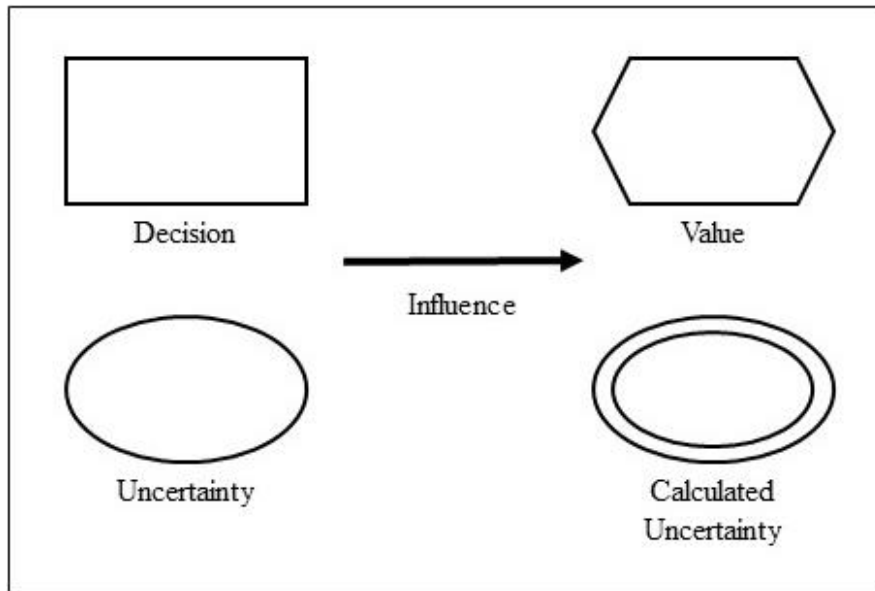 Decision
Value
Influence
Uncertainty
Calculated
Uncertainty